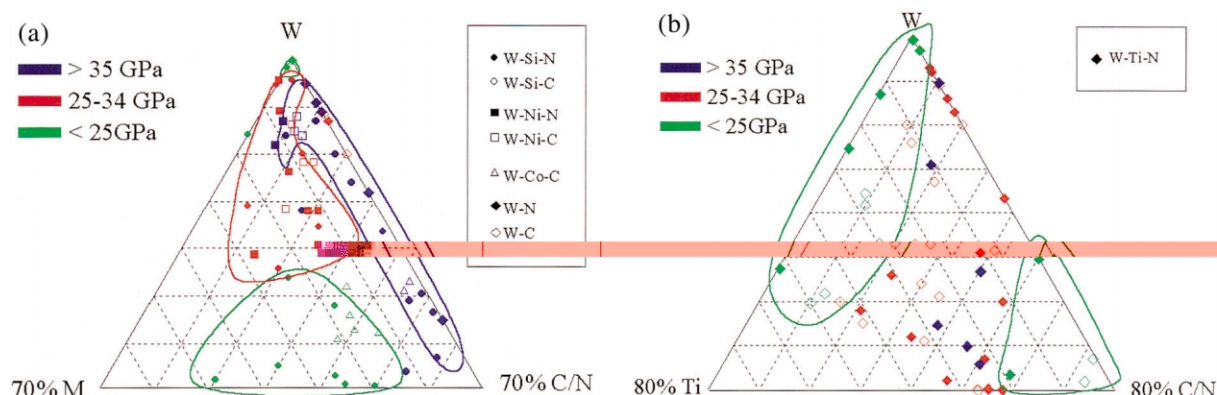 (a)
W
> 35 GPa
25-34 GPa
< 25GPa
70% M
70% C/N
W-Si-N
W-Si-C
W-Ni-N
W-Ni-C
W-Co-C
W-N
W-C
(b)
W
> 35 GPa
25-34 GPa
< 25GPa
80% Ti
80% C/N
W-Ti-N